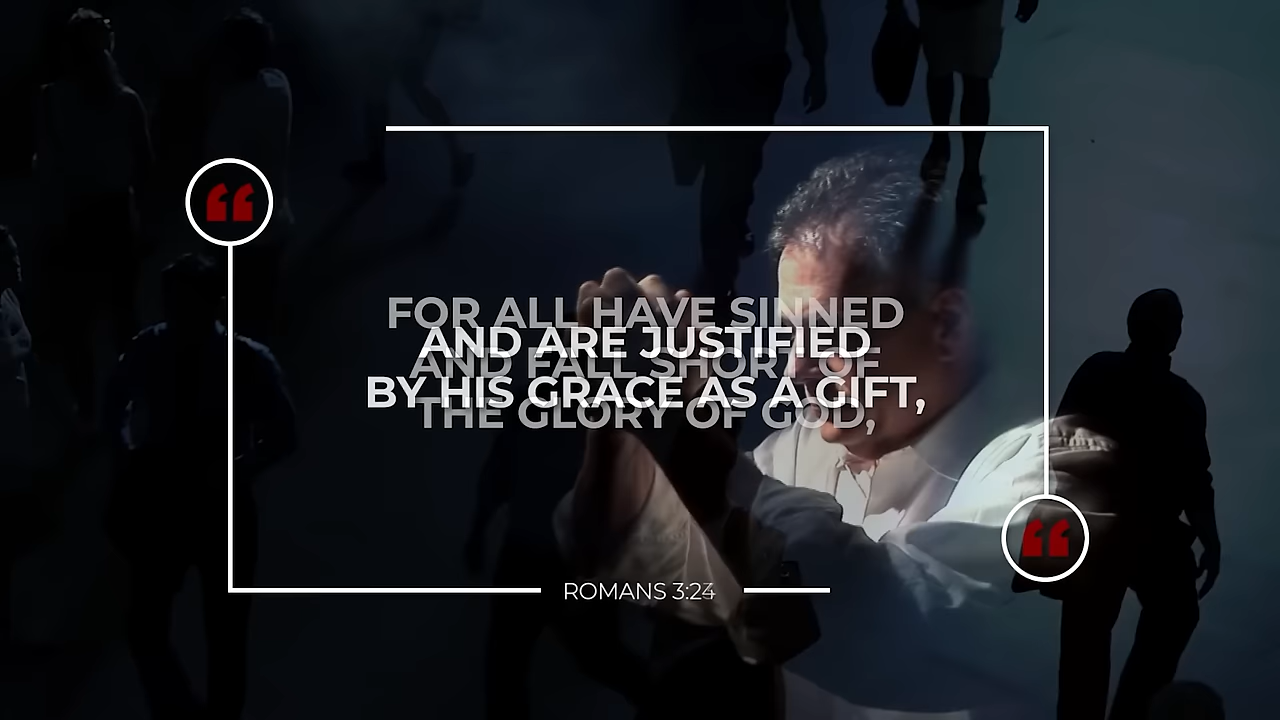 FOR ALL HAVE SINNED
AND ARE JUSTIFIED
AND FALL SHORT OF
BY HIS GRACE AS A GIFT,
THE GLORY OF GOD,
ROMANS 3:24